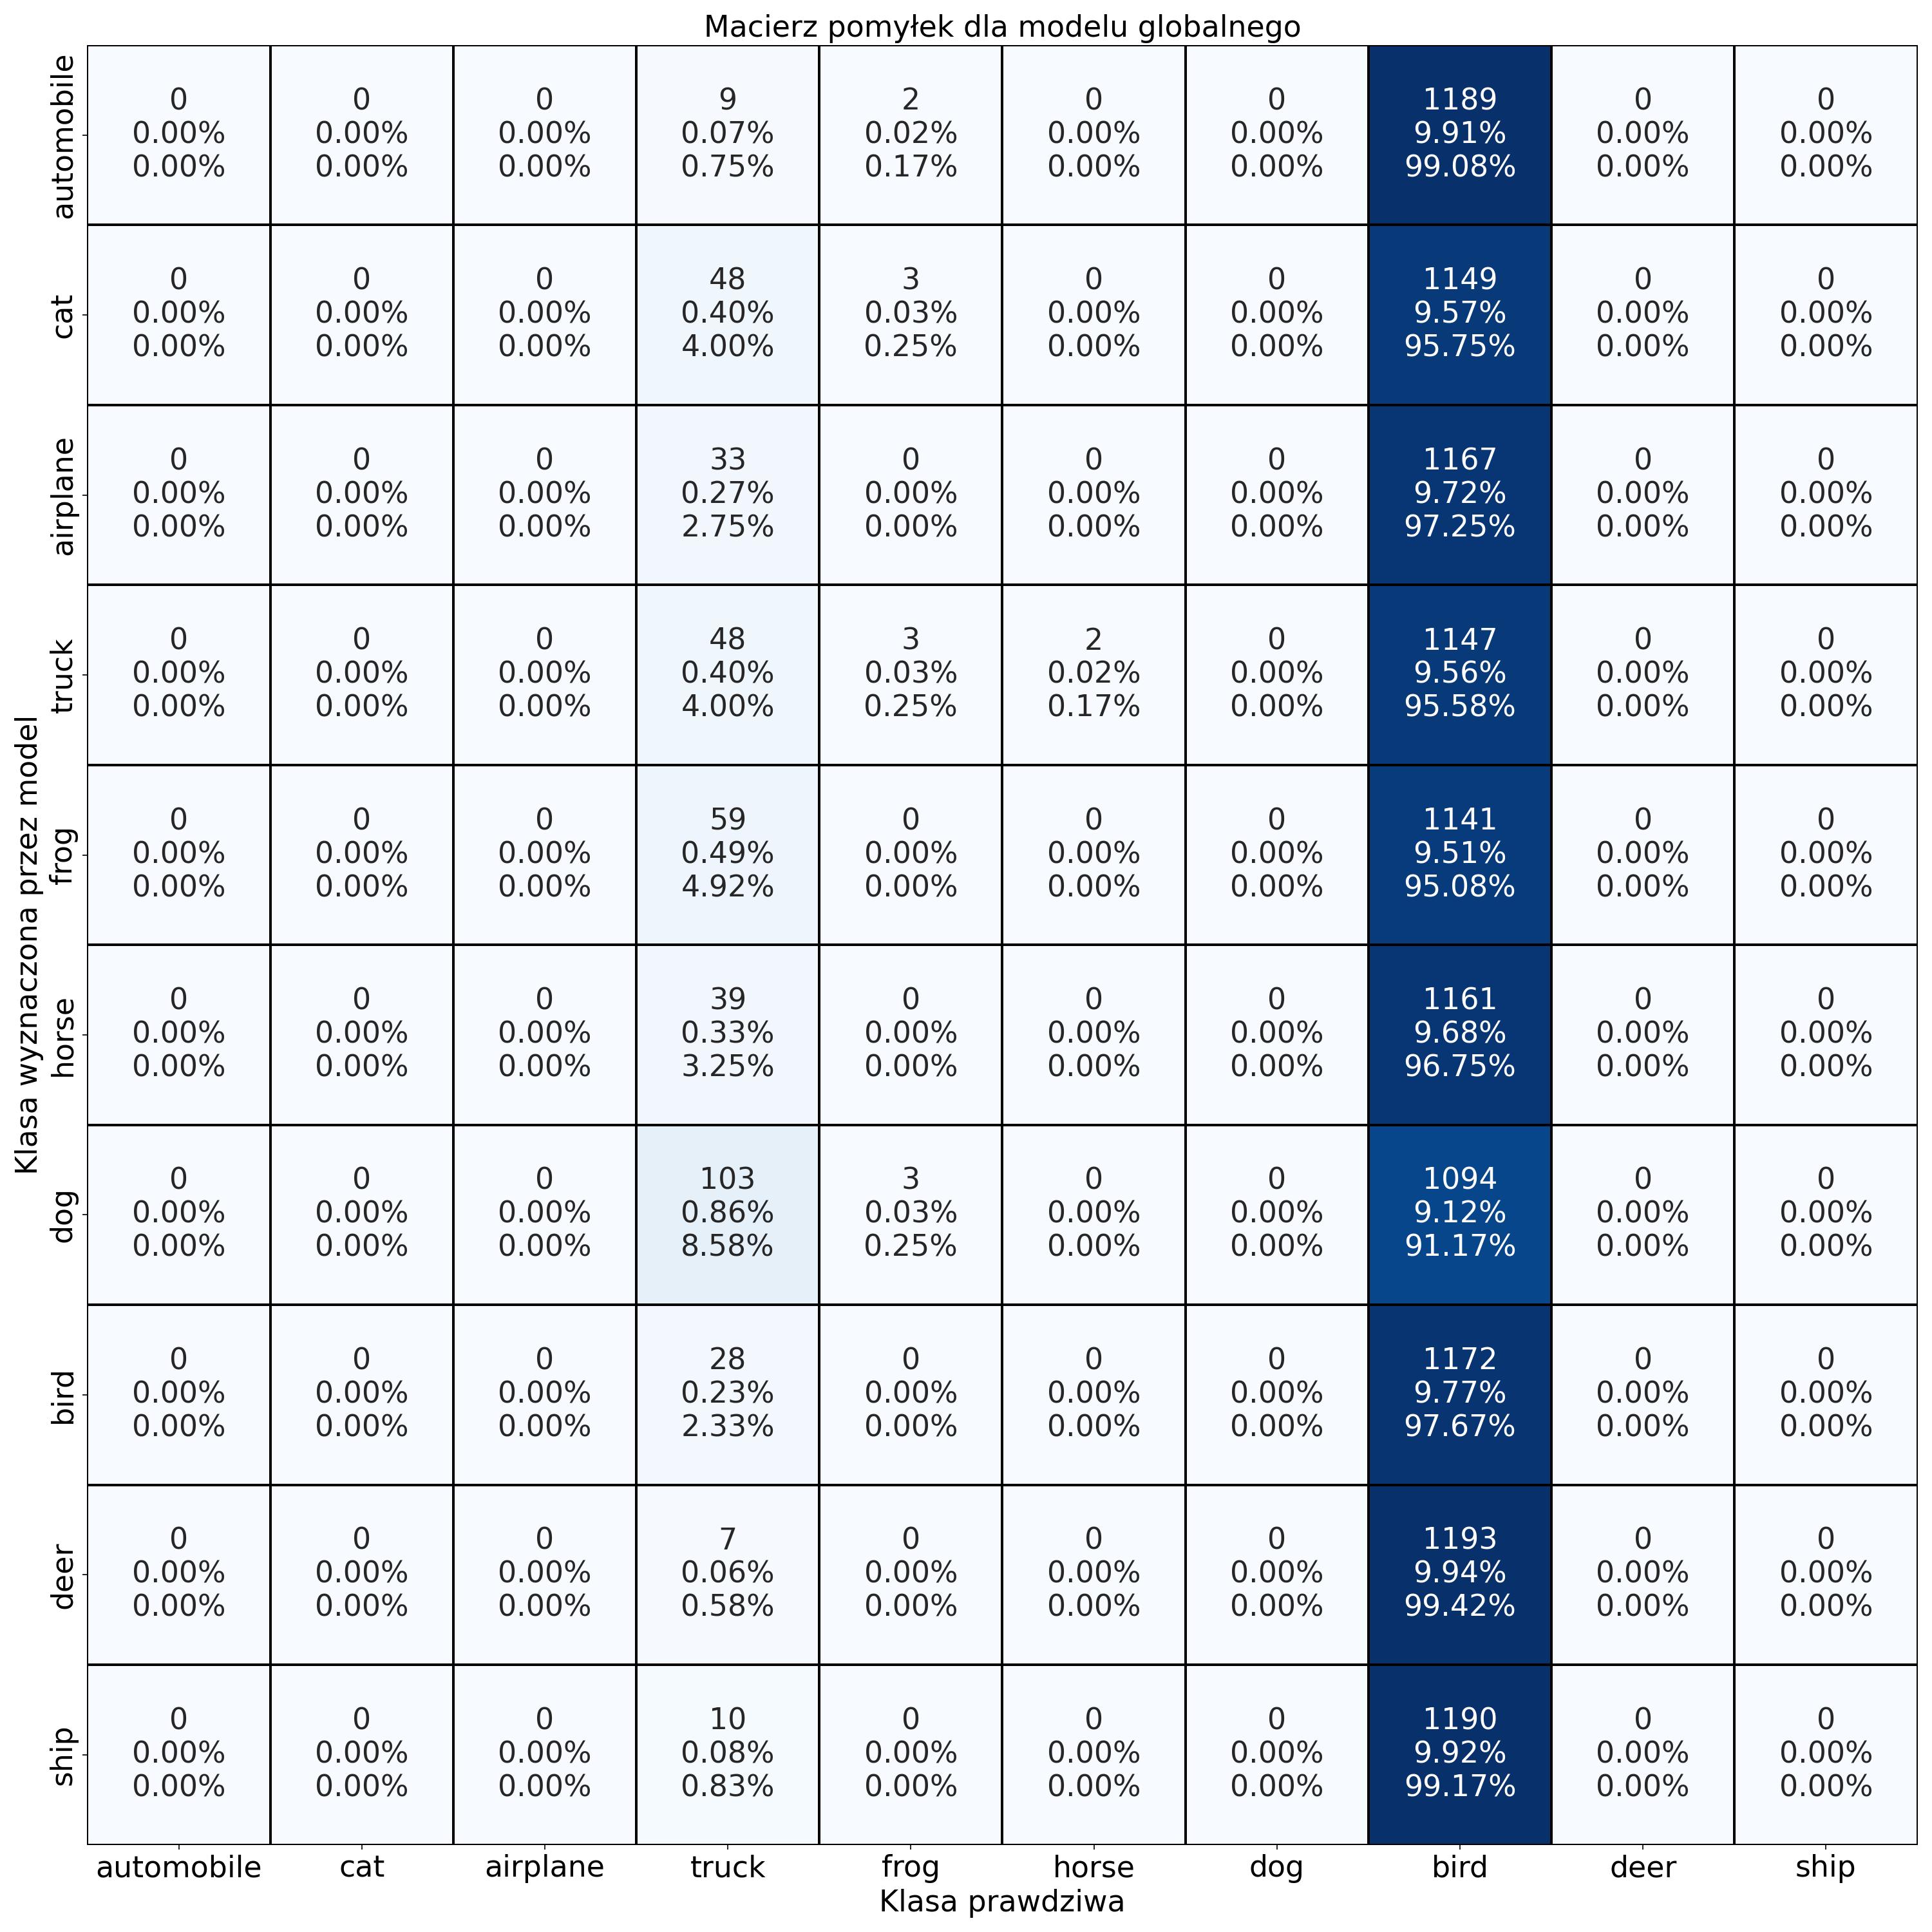 Macierz pomyłek dla modelu globalnego
Klasa wyznaczona przez model
automobile
0 0 0 9 2 0 0 1189 0 0
0.00% 0.00% 0.00% 0.07% 0.02% 0.00% 0.00% 9.91% 0.00% 0.00%
0.00% 0.00% 0.00% 0.75% 0.17% 0.00% 0.00% 99.08% 0.00% 0.00%
cat
0 0 0 48 3 0 0 1149 0 0
0.00% 0.00% 0.00% 0.40% 0.03% 0.00% 0.00% 9.57% 0.00% 0.00%
0.00% 0.00% 0.00% 4.00% 0.25% 0.00% 0.00% 95.75% 0.00% 0.00%
airplane
0 0 0 33 0 0 0 1167 0 0
0.00% 0.00% 0.00% 0.27% 0.00% 0.00% 0.00% 9.72% 0.00% 0.00%
0.00% 0.00% 0.00% 2.75% 0.00% 0.00% 0.00% 97.25% 0.00% 0.00%
truck
0 0 0 48 3 2 0 1147 0 0
0.00% 0.00% 0.00% 0.40% 0.03% 0.02% 0.00% 9.56% 0.00% 0.00%
0.00% 0.00% 0.00% 4.00% 0.25% 0.17% 0.00% 95.58% 0.00% 0.00%
frog
0 0 0 59 0 0 0 1141 0 0
0.00% 0.00% 0.00% 0.49% 0.00% 0.00% 0.00% 9.51% 0.00% 0.00%
0.00% 0.00% 0.00% 4.92% 0.00% 0.00% 0.00% 95.08% 0.00% 0.00%
horse
0 0 0 39 0 0 0 1161 0 0
0.00% 0.00% 0.00% 0.33% 0.00% 0.00% 0.00% 9.68% 0.00% 0.00%
0.00% 0.00% 0.00% 3.25% 0.00% 0.00% 0.00% 96.75% 0.00% 0.00%
dog
0 0 0 103 3 0 0 1094 0 0
0.00% 0.00% 0.00% 0.86% 0.03% 0.00% 0.00% 9.12% 0.00% 0.00%
0.00% 0.00% 0.00% 8.58% 0.25% 0.00% 0.00% 91.17% 0.00% 0.00%
bird
0 0 0 28 0 0 0 1172 0 0
0.00% 0.00% 0.00% 0.23% 0.00% 0.00% 0.00% 9.77% 0.00% 0.00%
0.00% 0.00% 0.00% 2.33% 0.00% 0.00% 0.00% 97.67% 0.00% 0.00%
deer
0 0 0 7 0 0 0 1193 0 0
0.00% 0.00% 0.00% 0.06% 0.00% 0.00% 0.00% 9.94% 0.00% 0.00%
0.00% 0.00% 0.00% 0.58% 0.00% 0.00% 0.00% 99.42% 0.00% 0.00%
ship
0 0 0 10 0 0 0 1190 0 0
0.00% 0.00% 0.00% 0.08% 0.00% 0.00% 0.00% 9.92% 0.00% 0.00%
0.00% 0.00% 0.00% 0.83% 0.00% 0.00% 0.00% 99.17% 0.00% 0.00%
automobile cat airplane truck frog horse dog bird deer ship
Klasa prawdziwa